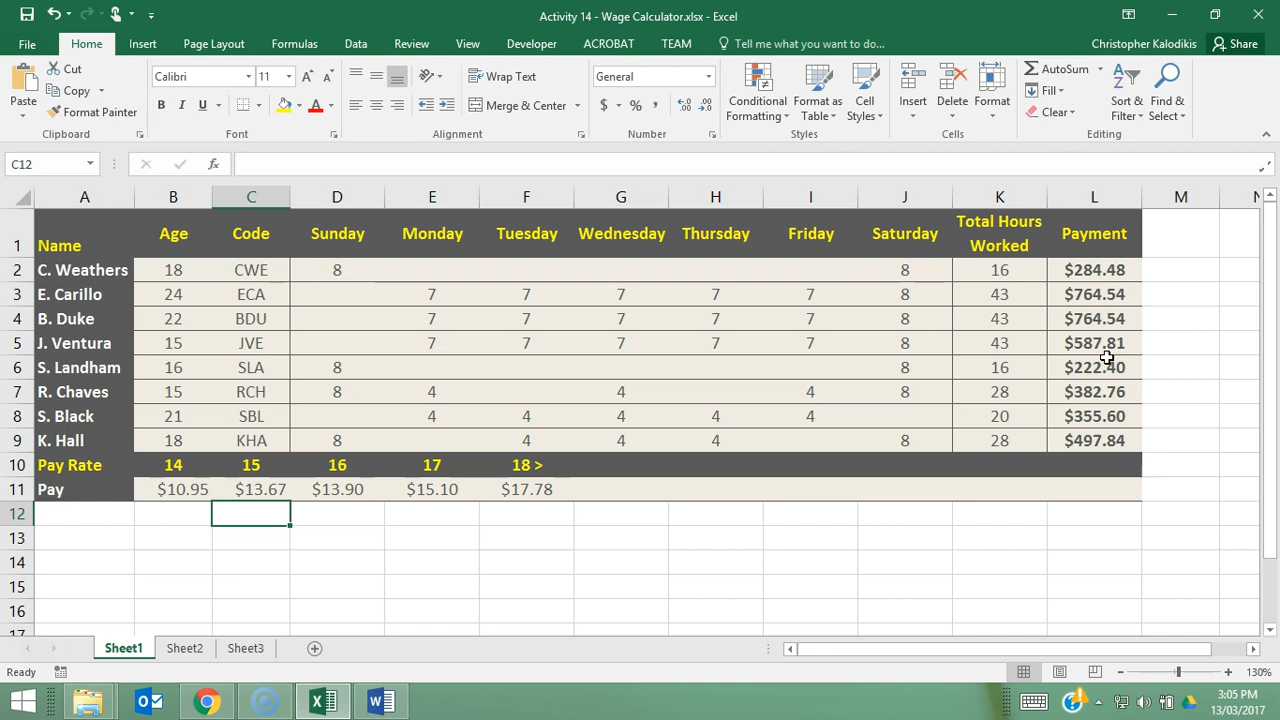 Activity 14 - Wage Calculator.xlsx - Excel
File Home Insert Page Layout Formulas Data Review View Developer ACROBAT TEAM Tell me what you want to do... Christopher Kalodikis Share
Paste Cut Copy Format Painter Clipboard
Calibri 11 B I U A Font
Wrap Text Merge & Center Alignment
General $ % , Number
Conditional Formatting Format as Table Cell Styles Styles
Insert Delete Format Cells
AutoSum Fill Clear Sort & Filter Find & Select Editing
C12 fx
A B C D E F G H I J K L M N
1 Name Age Code Sunday Monday Tuesday Wednesday Thursday Friday Saturday Total Hours Worked Payment
2 C. Weathers 18 CWE 8 8 16 $284.48
3 E. Carillo 24 ECA 7 7 7 7 7 8 43 $764.54
4 B. Duke 22 BDU 7 7 7 7 7 8 43 $764.54
5 J. Ventura 15 JVE 7 7 7 7 7 8 43 $587.81
6 S. Landham 16 SLA 8 8 16 $222.40
7 R. Chaves 15 RCH 8 4 4 4 8 28 $382.76
8 S. Black 21 SBL 4 4 4 4 4 20 $355.60
9 K. Hall 18 KHA 8 4 4 4 8 28 $497.84
10 Pay Rate 14 15 16 17 18 >
11 Pay $10.95 $13.67 $13.90 $15.10 $17.78
12
13
14
15
16
17
Sheet1 Sheet2 Sheet3
Ready 130%
3:05 PM
13/03/2017